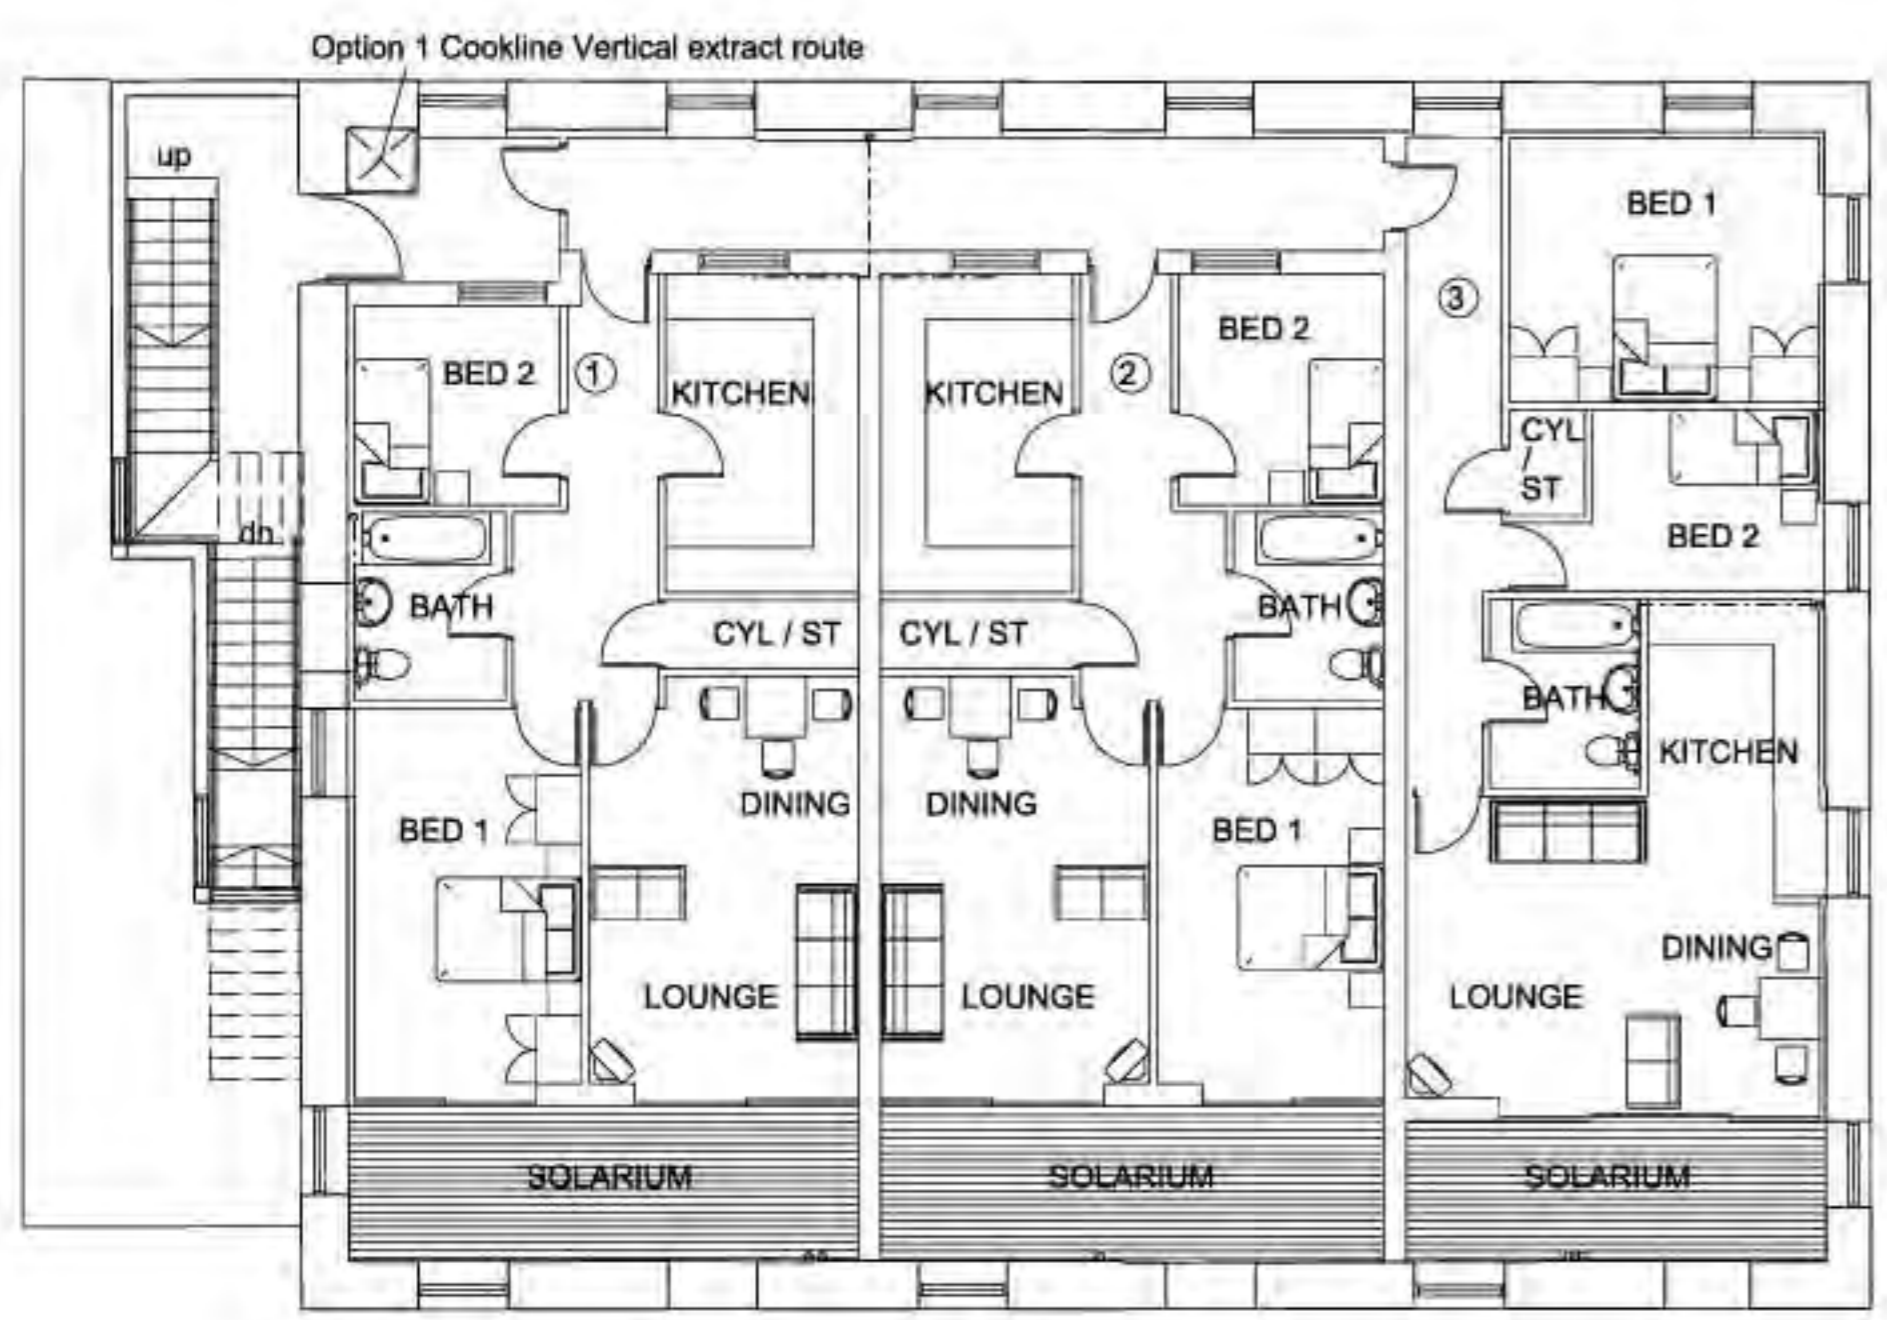 Option 1 Cookline Vertical extract route
up
BED 1
3
BED 2
BED 2
1
KITCHEN
KITCHEN
2
CYL
/
ST
dn
BED 2
BATH
CYL / ST
CYL / ST
BATH
BATH
KITCHEN
DINING
DINING
BED 1
BED 1
DINING
LOUNGE
LOUNGE
LOUNGE
SOLARIUM
SOLARIUM
SOLARIUM